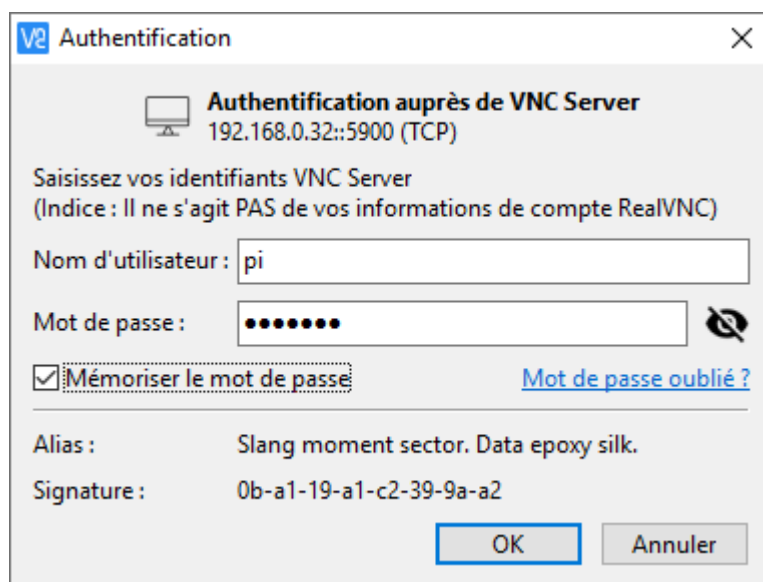 V2 Authentification
Authentification auprès de VNC Server
192.168.0.32::5900 (TCP)
Saisissez vos identifiants VNC Server
(Indice : Il ne s'agit PAS de vos informations de compte RealVNC)
Nom d'utilisateur : pi
Mot de passe : •••••••
Mémoriser le mot de passe Mot de passe oublié ?
Alias : Slang moment sector. Data epoxy silk.
Signature : 0b-a1-19-a1-c2-39-9a-a2
OK Annuler